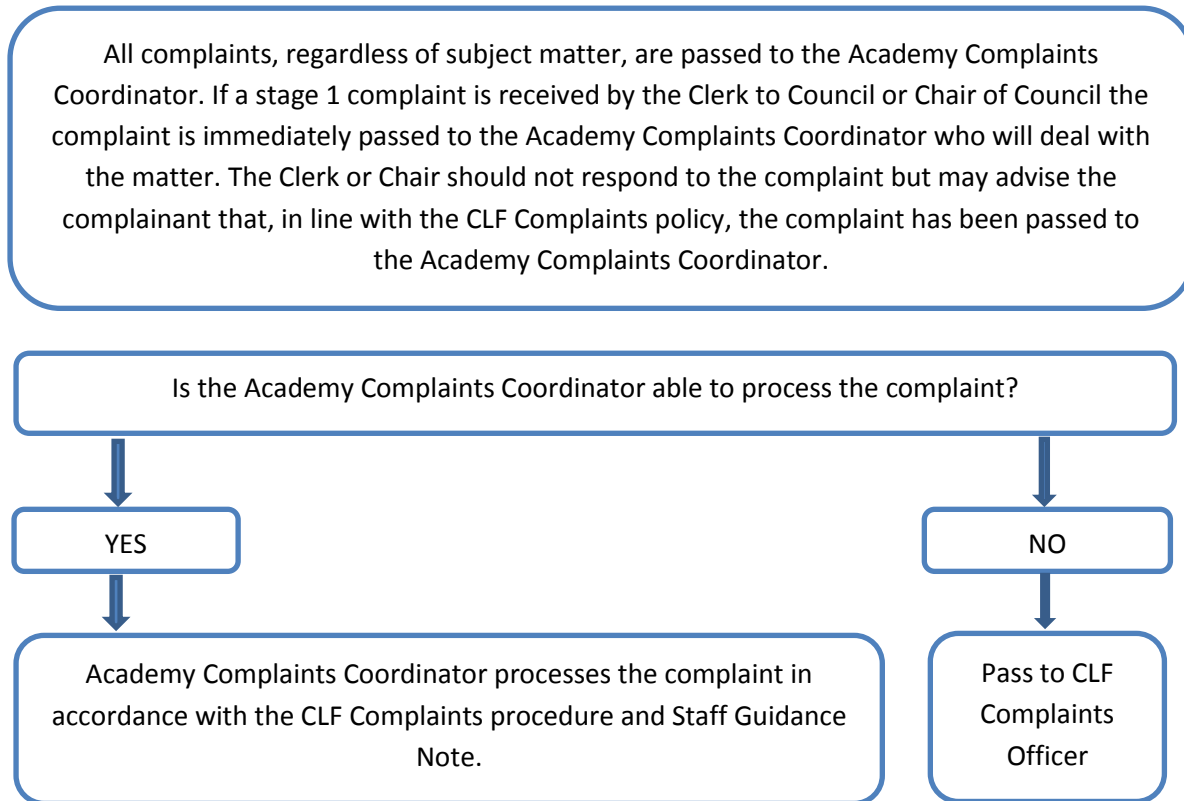 All complaints, regardless of subject matter, are passed to the Academy Complaints
Coordinator. If a stage 1 complaint is received by the Clerk to Council or Chair of Council the
complaint is immediately passed to the Academy Complaints Coordinator who will deal with
the matter. The Clerk or Chair should not respond to the complaint but may advise the
complainant that, in line with the CLF Complaints policy, the complaint has been passed to
the Academy Complaints Coordinator.
Is the Academy Complaints Coordinator able to process the complaint?
YES
NO
Academy Complaints Coordinator processes the complaint in
accordance with the CLF Complaints procedure and Staff Guidance
Note.
Pass to CLF
Complaints
Officer